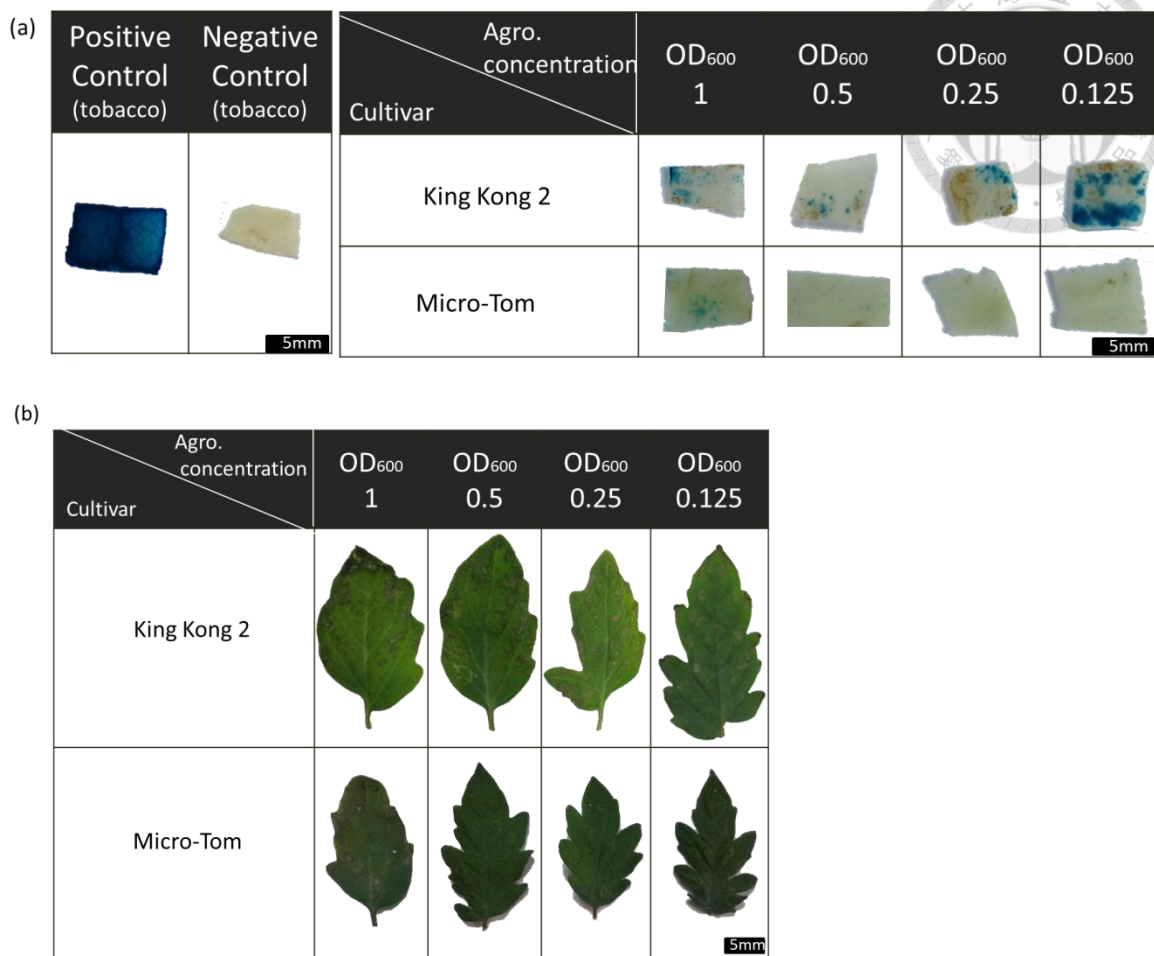 (a)
Positive Control (tobacco)
Negative Control (tobacco)
5mm
Agro. concentration
Cultivar
OD600 1
OD600 0.5
OD600 0.25
OD600 0.125
King Kong 2
Micro-Tom
5mm
(b)
Agro. concentration
Cultivar
OD600 1
OD600 0.5
OD600 0.25
OD600 0.125
King Kong 2
Micro-Tom
5mm